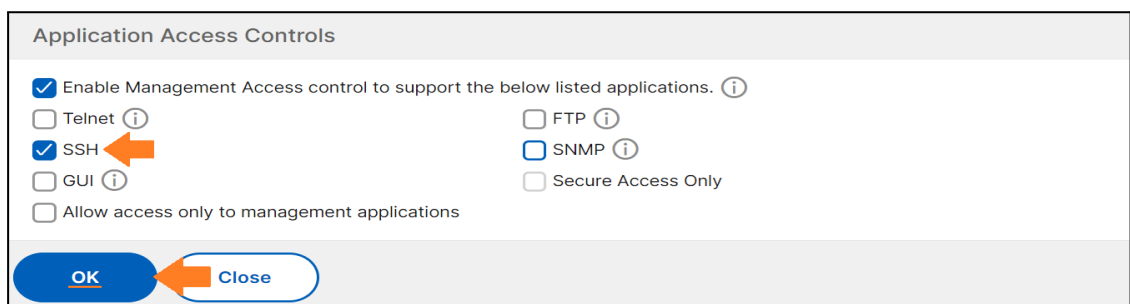 Application Access Controls
Enable Management Access control to support the below listed applications.
Telnet FTP
SSH SNMP
GUI Secure Access Only
Allow access only to management applications
OK Close